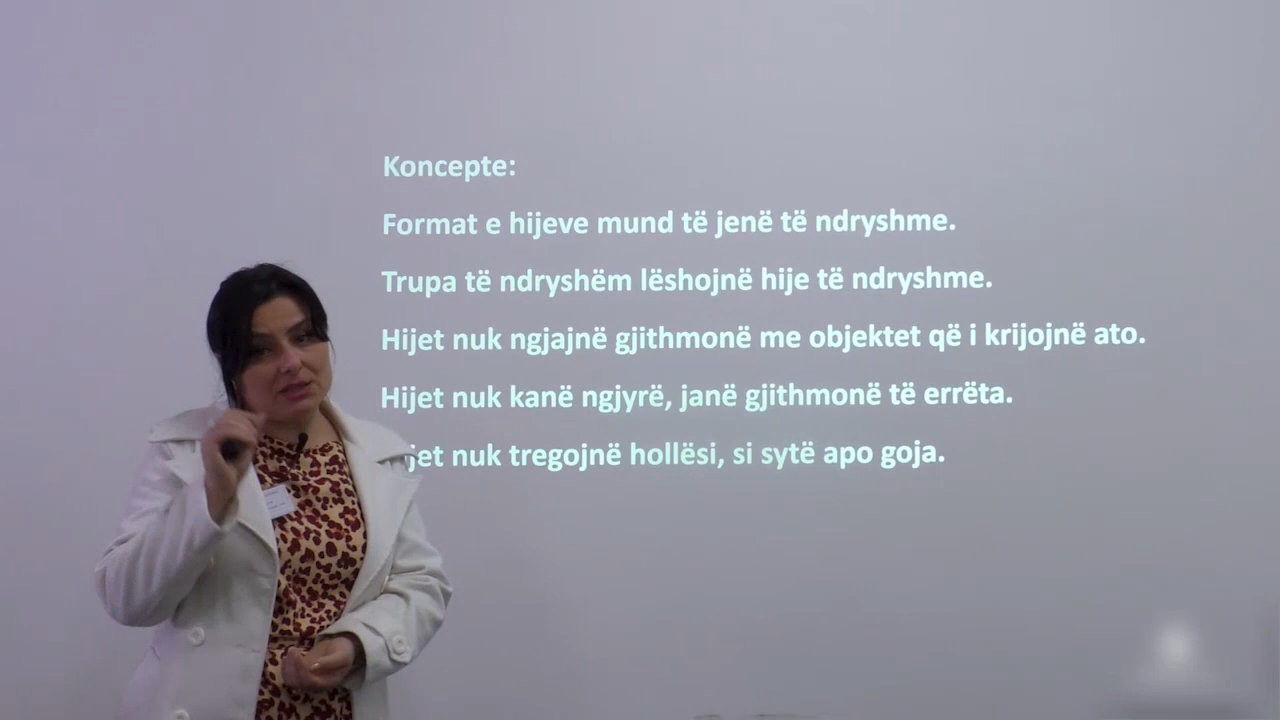 Koncepte:
Format e hijeve mund të jenë të ndryshme.
Trupa të ndryshëm lëshojnë hije të ndryshme.
Hijet nuk ngjajnë gjithmonë me objektet që i krijojnë ato.
Hijet nuk kanë ngjyrë, janë gjithmonë të errëta.
nuk tregojnë hollësi, si sytë apo goja.